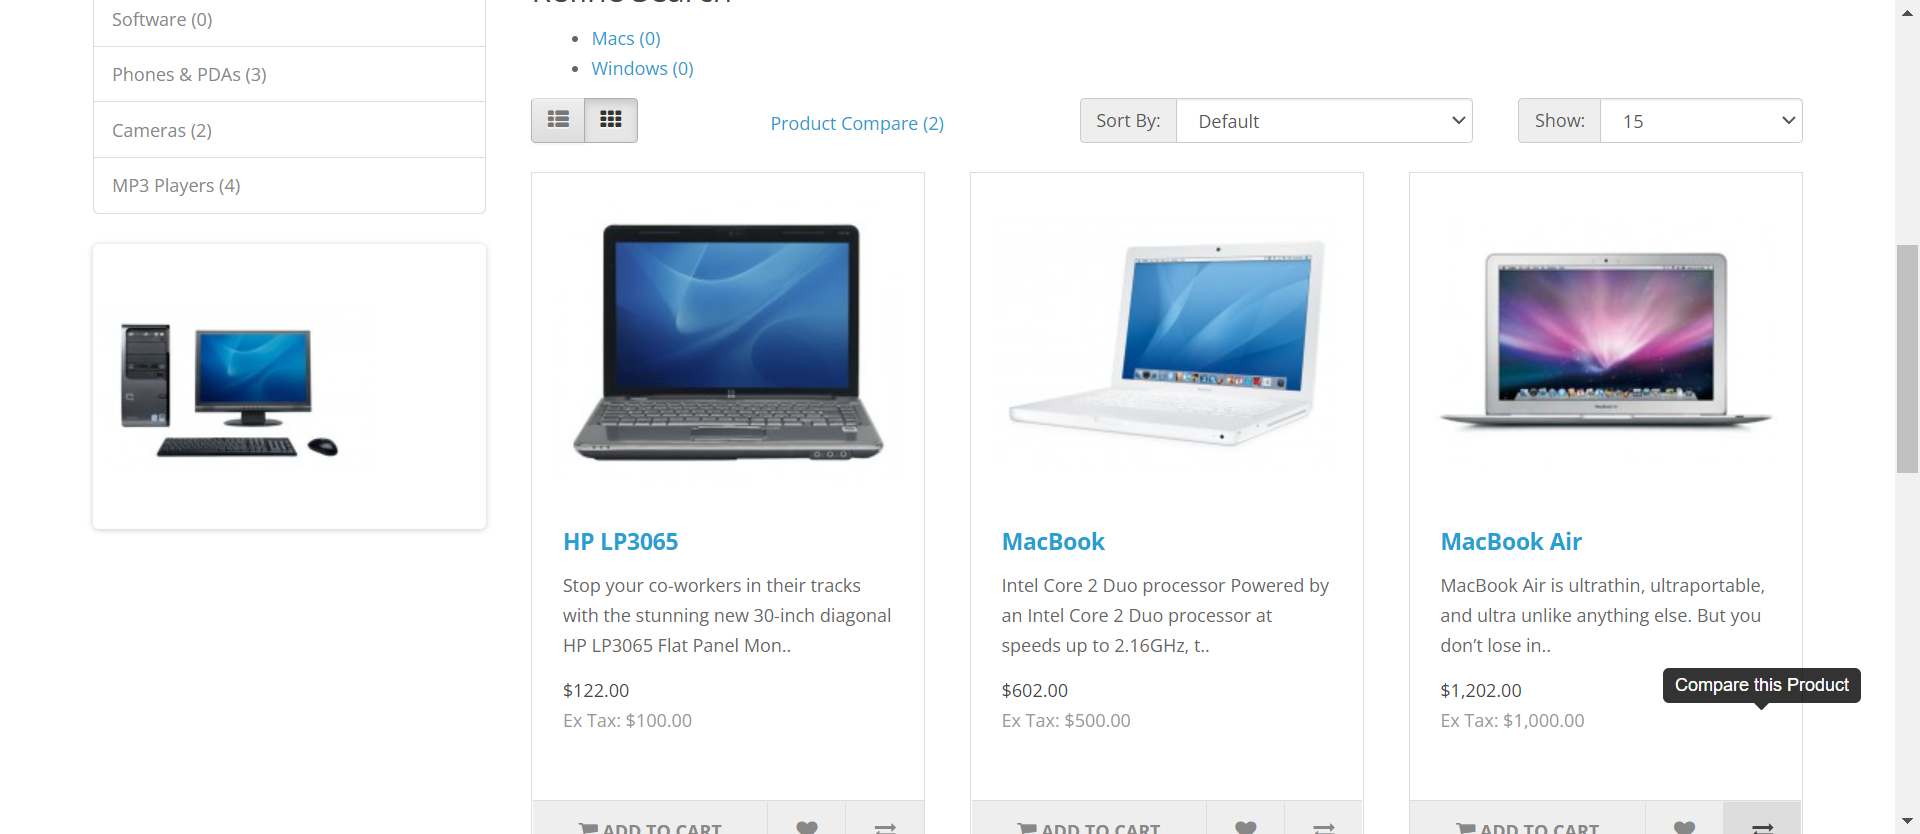 Software (0)
Phones & PDAs (3)
Cameras (2)
MP3 Players (4)
Refine Search
Macs (0)
Windows (0)
Product Compare (2)
Sort By:
Default
Show:
15
HP LP3065
Stop your co-workers in their tracks
with the stunning new 30-inch diagonal
HP LP3065 Flat Panel Mon..
$122.00
Ex Tax: $100.00
ADD TO CART
MacBook
Intel Core 2 Duo processor Powered by
an Intel Core 2 Duo processor at
speeds up to 2.16GHz, t..
$602.00
Ex Tax: $500.00
ADD TO CART
MacBook Air
MacBook Air is ultrathin, ultraportable,
and ultra unlike anything else. But you
don’t lose in..
$1,202.00
Ex Tax: $1,000.00
Compare this Product
ADD TO CART